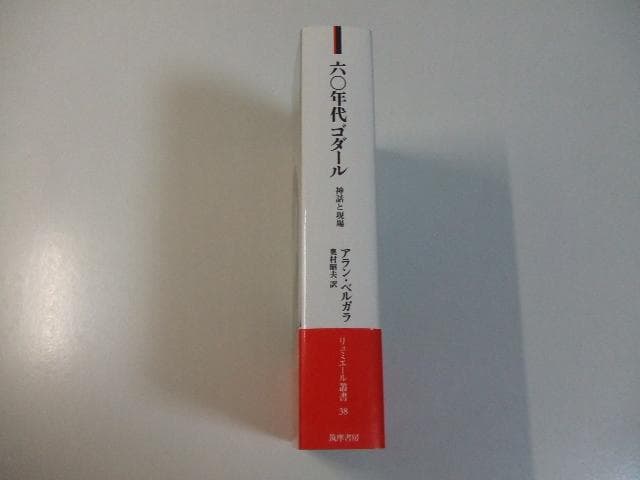 六〇年代ゴダール
神話と現場
アラン・ベルガラ
奥村昭夫 訳
リュミエール叢書 38
筑摩書房